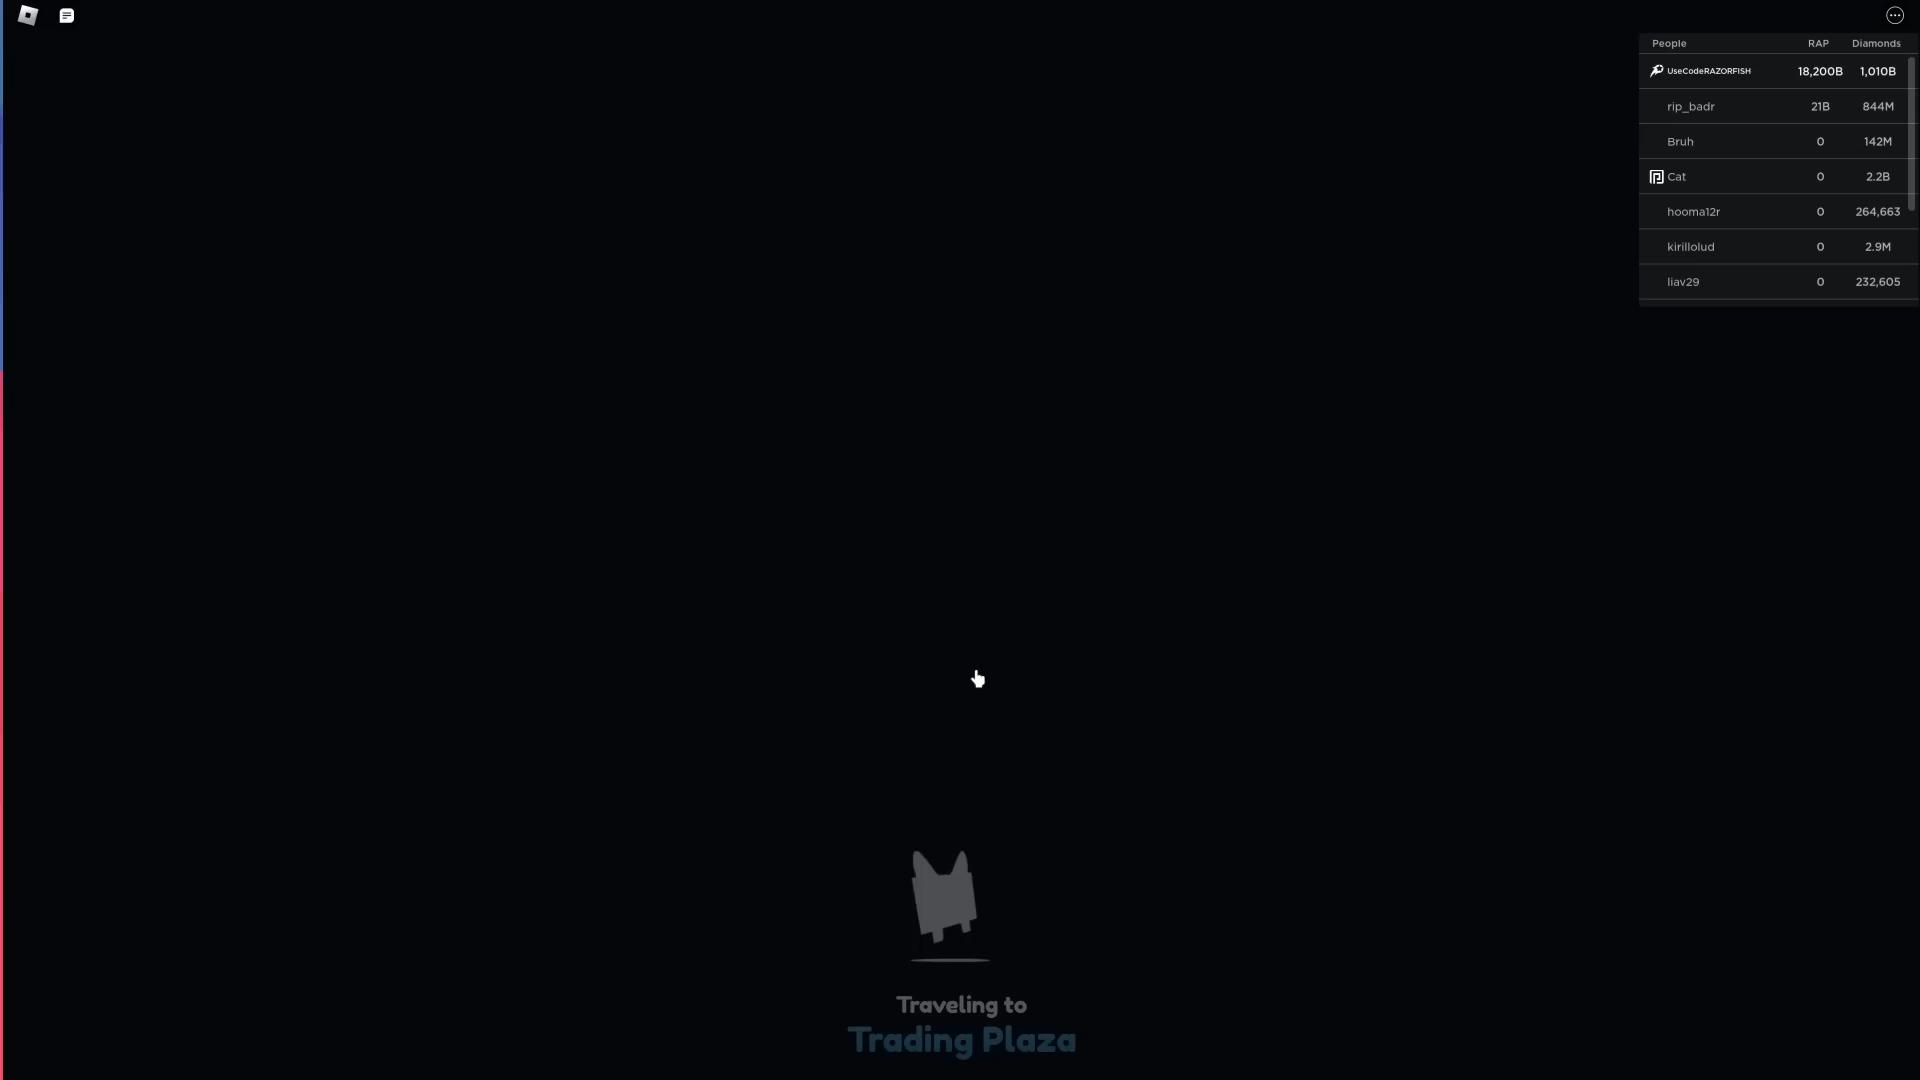 People RAP Diamonds
UseCodeRAZORFISH 18,200B 1,010B
rip_badr 21B 844M
Bruh 0 142M
Cat 0 2.2B
hooma12r 0 264,663
kirillolud 0 2.9M
liav29 0 232,605
Traveling to
Trading Plaza